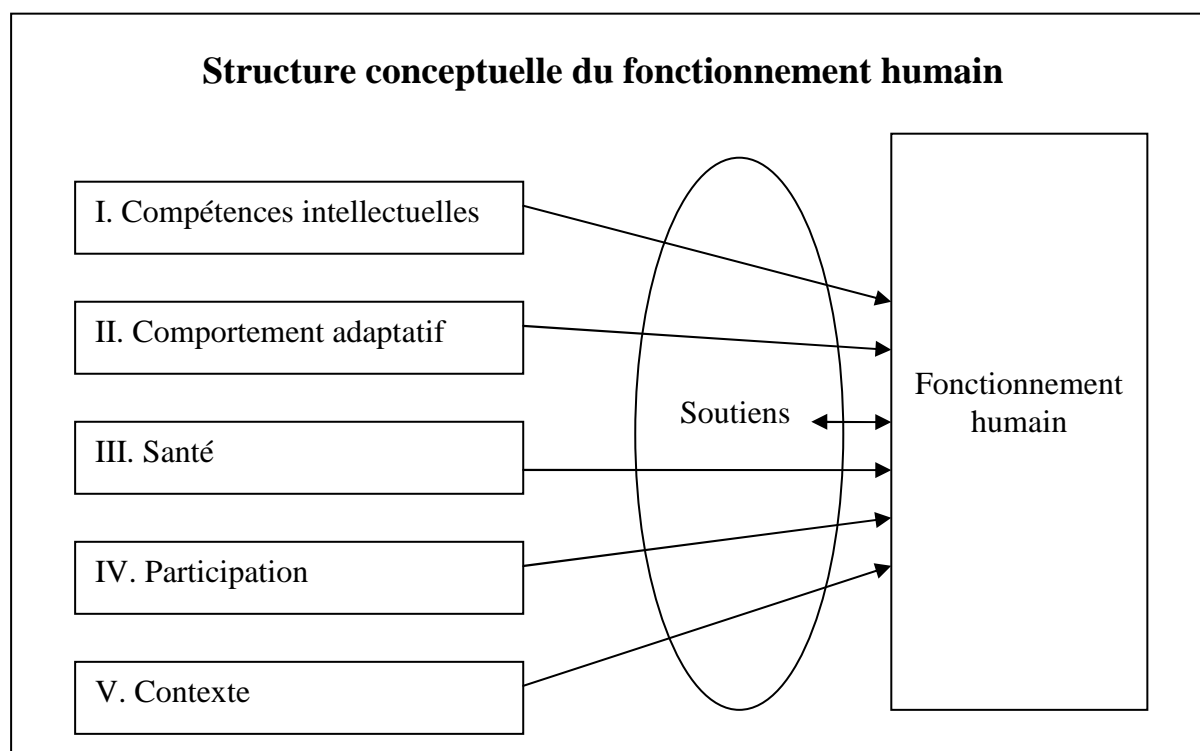 Structure conceptuelle du fonctionnement humain
I. Compétences intellectuelles
II. Comportement adaptatif
III. Santé
IV. Participation
V. Contexte
Soutiens
Fonctionnement
humain